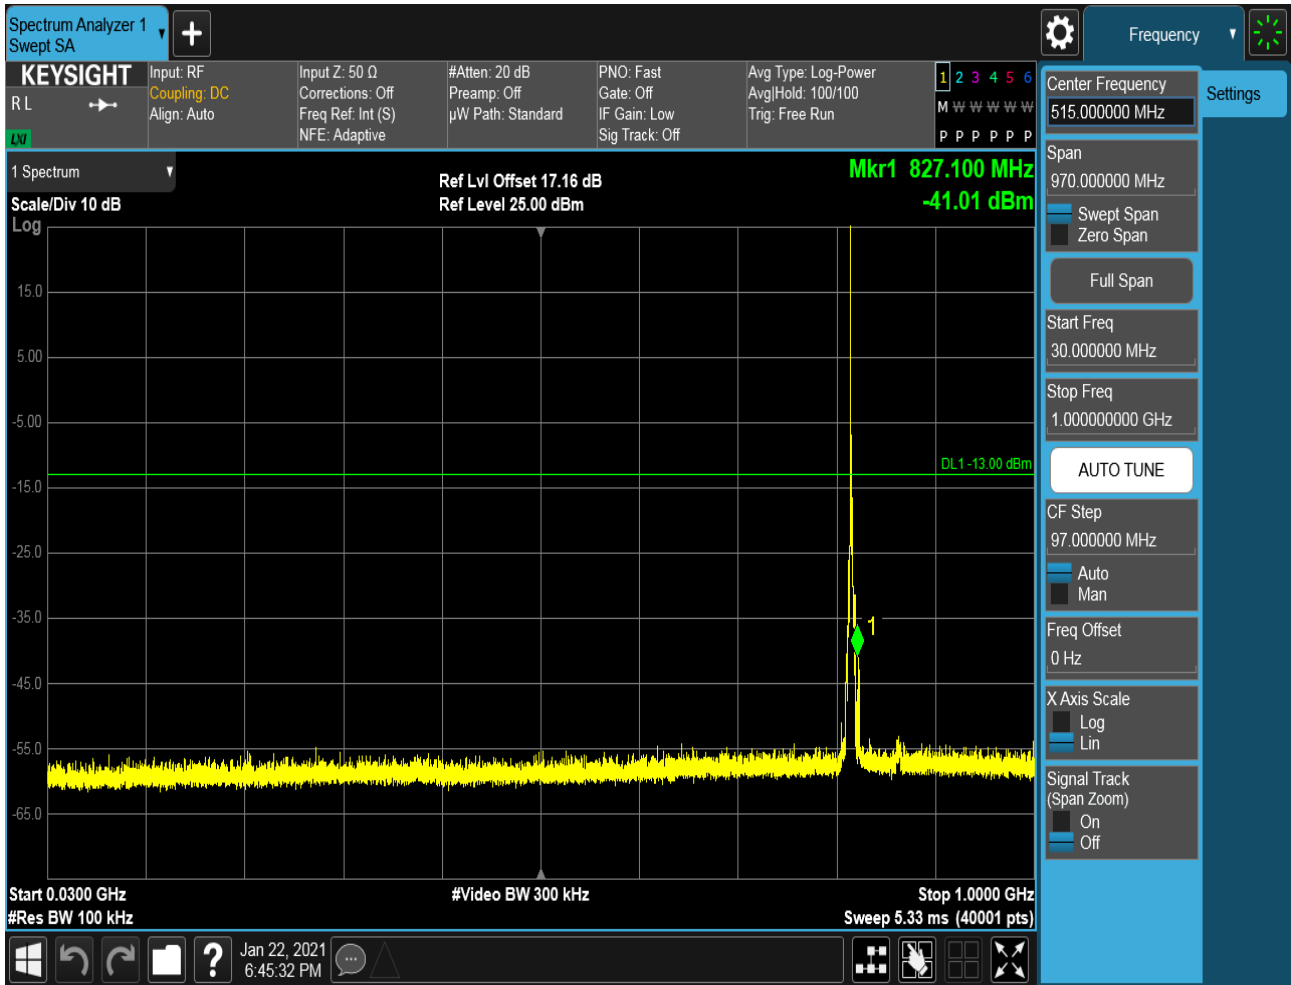 Spectrum Analyzer 1
Swept SA
+
Frequency
KEYSIGHT
R L
LXI
Input: RF
Coupling: DC
Align: Auto
Input Z: 50 Ω
Corrections: Off
Freq Ref: Int (S)
NFE: Adaptive
#Atten: 20 dB
Preamp: Off
µW Path: Standard
PNO: Fast
Gate: Off
IF Gain: Low
Sig Track: Off
Avg Type: Log-Power
Avg|Hold: 100/100
Trig: Free Run
1 2 3 4 5 6
M W W W W W
P P P P P P
1 Spectrum
Scale/Div 10 dB
Log
Ref Lvl Offset 17.16 dB
Ref Level 25.00 dBm
Mkr1 827.100 MHz
-41.01 dBm
15.0
5.00
-5.00
DL1 -13.00 dBm
-15.0
-25.0
-35.0
1
-45.0
-55.0
-65.0
Start 0.0300 GHz
#Video BW 300 kHz
Stop 1.0000 GHz
#Res BW 100 kHz
Sweep 5.33 ms (40001 pts)
Center Frequency
515.000000 MHz
Settings
Span
970.000000 MHz
Swept Span
Zero Span
Full Span
Start Freq
30.000000 MHz
Stop Freq
1.000000000 GHz
AUTO TUNE
CF Step
97.000000 MHz
Auto
Man
Freq Offset
0 Hz
X Axis Scale
Log
Lin
Signal Track
(Span Zoom)
On
Off
?
Jan 22, 2021
6:45:32 PM